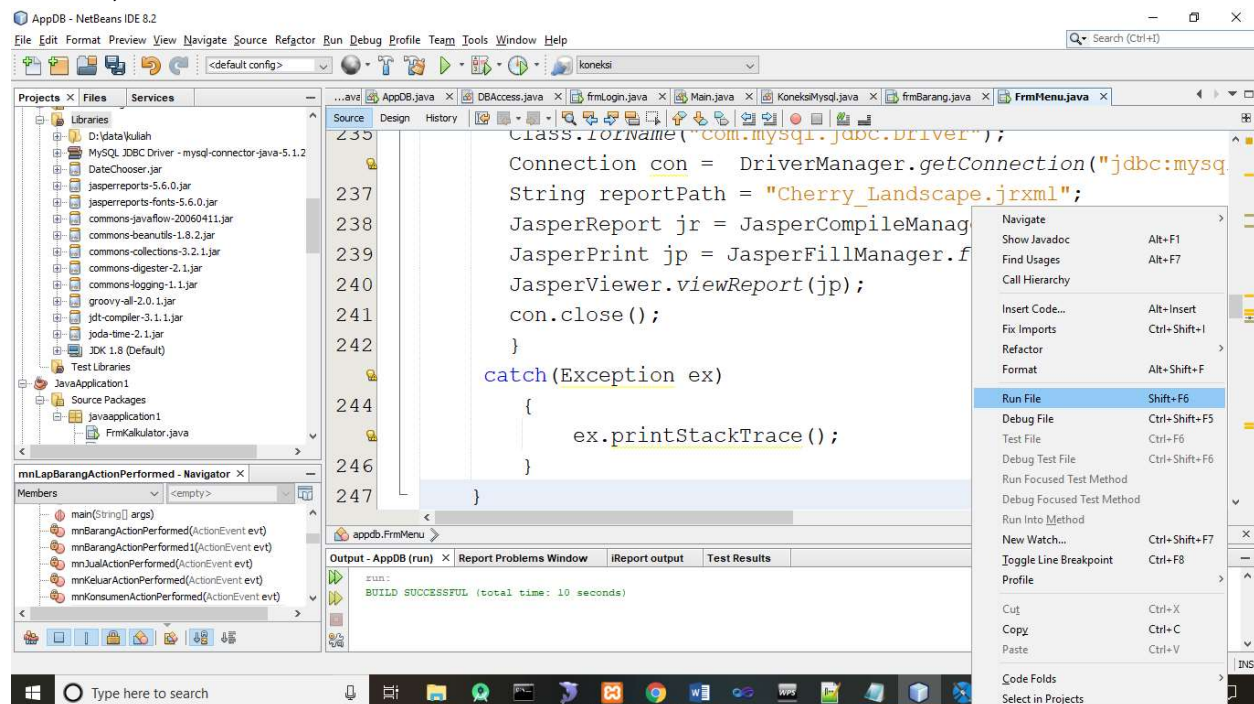 AppDB - NetBeans IDE 8.2
File Edit Format Preview View Navigate Source Refactor Run Debug Profile Team Tools Window Help
Search (Ctrl+I)
<default config>
koneksi
Projects Files Services
...ava AppDB.java DBAccess.java frmLogin.java Main.java KoneksiMysql.java frmBarang.java FrmMenu.java
Source Design History
Libraries
D:\data\kuliah
MySQL JDBC Driver - mysql-connector-java-5.1.2
DateChooser.jar
jasperreports-5.6.0.jar
jasperreports-fonts-5.6.0.jar
commons-javaflow-20060411.jar
commons-beanutils-1.8.2.jar
commons-collections-3.2.1.jar
commons-digester-2.1.jar
commons-logging-1.1.jar
groovy-all-2.0.1.jar
jdt-compiler-3.1.1.jar
joda-time-2.1.jar
JDK 1.8 (Default)
Test Libraries
JavaApplication1
Source Packages
javaapplication1
FrmKalkulator.java
235 Class.forName("com.mysql.jdbc.Driver");
Connection con = DriverManager.getConnection("jdbc:mysq
237 String reportPath = "Cherry_Landscape.jrxml";
238 JasperReport jr = JasperCompileManag
239 JasperPrint jp = JasperFillManager.f
240 JasperViewer.viewReport(jp);
241 con.close();
242 }
catch(Exception ex)
244 {
ex.printStackTrace();
246 }
247 }
appdb.FrmMenu
mnLapBarangActionPerformed - Navigator
Members <empty>
main(String[] args)
mnBarangActionPerformed(ActionEvent evt)
mnBarangActionPerformed1(ActionEvent evt)
mnJualActionPerformed(ActionEvent evt)
mnKeluarActionPerformed(ActionEvent evt)
mnKonsumenActionPerformed(ActionEvent evt)
Output - AppDB (run) Report Problems Window iReport output Test Results
run:
BUILD SUCCESSFUL (total time: 10 seconds)
Navigate
Show Javadoc Alt+F1
Find Usages Alt+F7
Call Hierarchy
Insert Code... Alt+Insert
Fix Imports Ctrl+Shift+I
Refactor
Format Alt+Shift+F
Run File Shift+F6
Debug File Ctrl+Shift+F5
Test File Ctrl+F6
Debug Test File Ctrl+Shift+F6
Run Focused Test Method
Debug Focused Test Method
Run Into Method
New Watch... Ctrl+Shift+F7
Toggle Line Breakpoint Ctrl+F8
Profile
Cut Ctrl+X
Copy Ctrl+C
Paste Ctrl+V
Code Folds
Select in Projects
INS
Type here to search
WPS